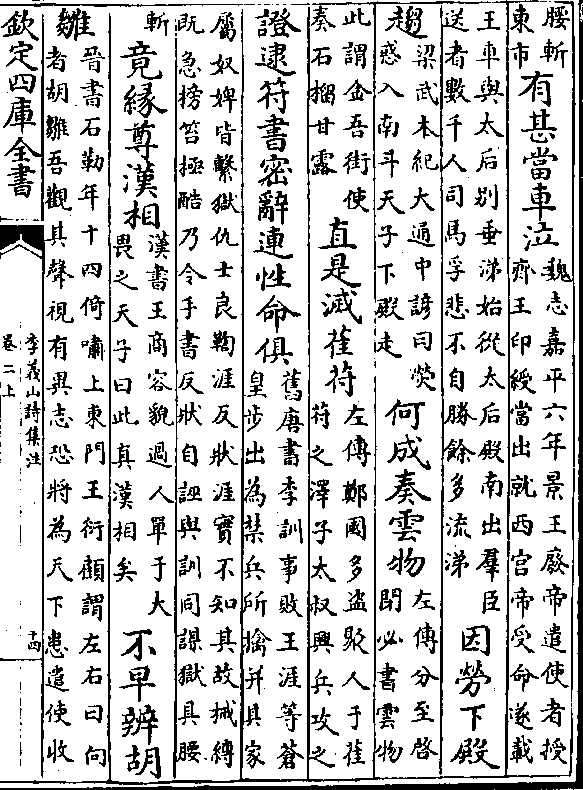 腰斬
東市
有甚當車泣
魏志嘉平六年景王廢帝遣使者授
齊王印綬當出就西宮帝受命遂載
王車與太后别垂涕始從太后殿南出羣臣
送者數千人司馬孚悲不自勝餘多流涕
因勞下殿
趨
梁武本紀大通中諺曰熒
惑入南斗天子下殿走
何成奏雲物
左傳分至啓
閉必書雲物
此謂金吾街使
奏石榴甘露
直是滅萑苻
左傳鄭國多盜聚人于萑
苻之澤子太叔興兵攻之
證逮符書密辭連性命俱
舊唐書李訓事敗王涯等蒼
皇步出為禁兵所擒并其家
屬奴婢皆繫獄仇士良鞫涯反狀涯實不知其故械縛
既急搒笞極酷乃令手書反狀自誣與訓同謀獄具腰
斬
竟緣尊漢相
漢書王商容貌過人單于大
畏之天子曰此真漢相矣
不早辨胡
雛
晉書石勒年十四倚嘯上東門王衍顧謂左右曰向
者胡雛吾觀其聲視有異志恐將為天下患遣使收
欽定四庫全書
李義山詩集注
卷二上
十四